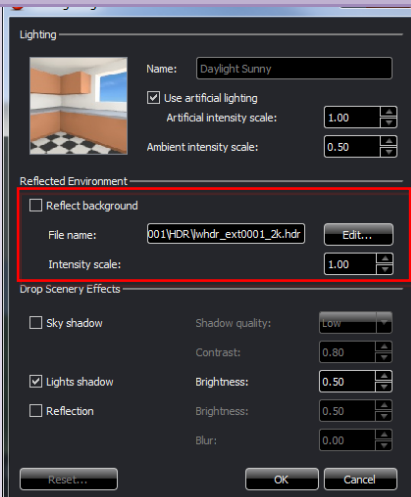 Lighting
Name: Daylight Sunny
Use artificial lighting
Artificial intensity scale: 1.00
Ambient intensity scale: 0.50
Reflected Environment
Reflect background
File name: 001\HDR\lwhdr_ext0001_2k.hdr Edit...
Intensity scale: 1.00
Drop Scenery Effects
Sky shadow Shadow quality: Low
Contrast: 0.80
Lights shadow Brightness: 0.50
Reflection Brightness: 0.50
Blur: 0.00
Reset... OK Cancel